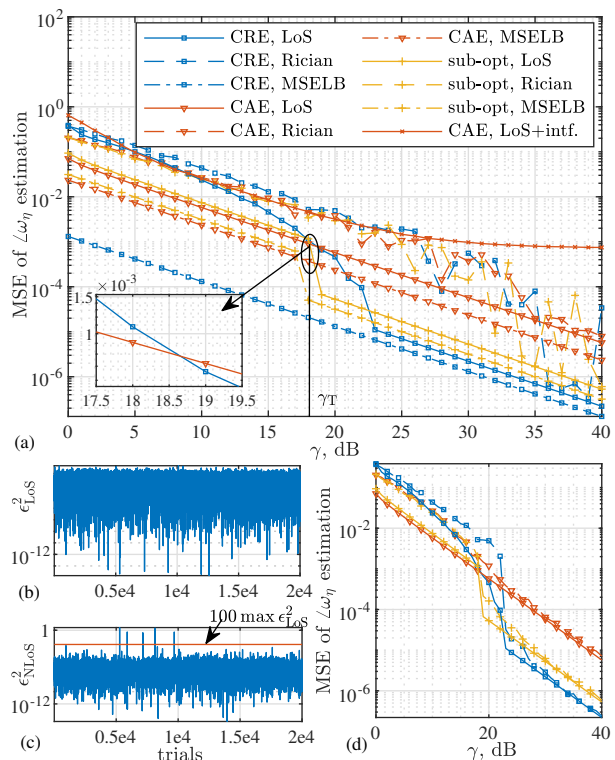 CRE, LoS
CRE, Rician
CRE, MSELB
CAE, LoS
CAE, Rician
CAE, MSELB
sub-opt, LoS
sub-opt, Rician
sub-opt, MSELB
CAE, LoS+intf.
MSE of ∠ω_η estimation
10^2
10^0
10^-2
10^-4
10^-6
×10^-3
1.5
1
0.5
17.5 18 18.5 19 19.5
γ_T
0 5 10 15 20 25 30 35 40
γ, dB
(a)
ϵ²_LoS
10^-12
0.5e4 1e4 1.5e4 2e4
(b)
100 max ϵ²_LoS
ϵ²_NLoS
1
10^-12
0.5e4 1e4 1.5e4 2e4
trials
(c)
MSE of ∠ω_η estimation
10^0
10^-2
10^-4
10^-6
0 20 40
γ, dB
(d)